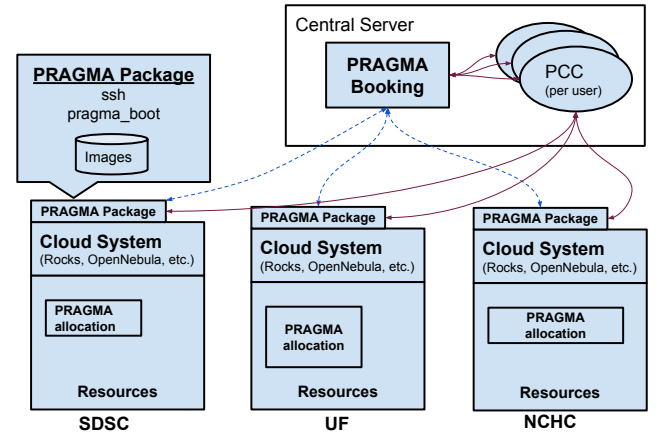 Central Server
PRAGMA
Booking
PCC
(per user)
PRAGMA Package
ssh
pragma_boot
Images
PRAGMA Package
Cloud System
(Rocks, OpenNebula, etc.)
PRAGMA
allocation
Resources
SDSC
PRAGMA Package
Cloud System
(Rocks, OpenNebula, etc.)
PRAGMA
allocation
Resources
UF
PRAGMA Package
Cloud System
(Rocks, OpenNebula, etc.)
PRAGMA
allocation
Resources
NCHC